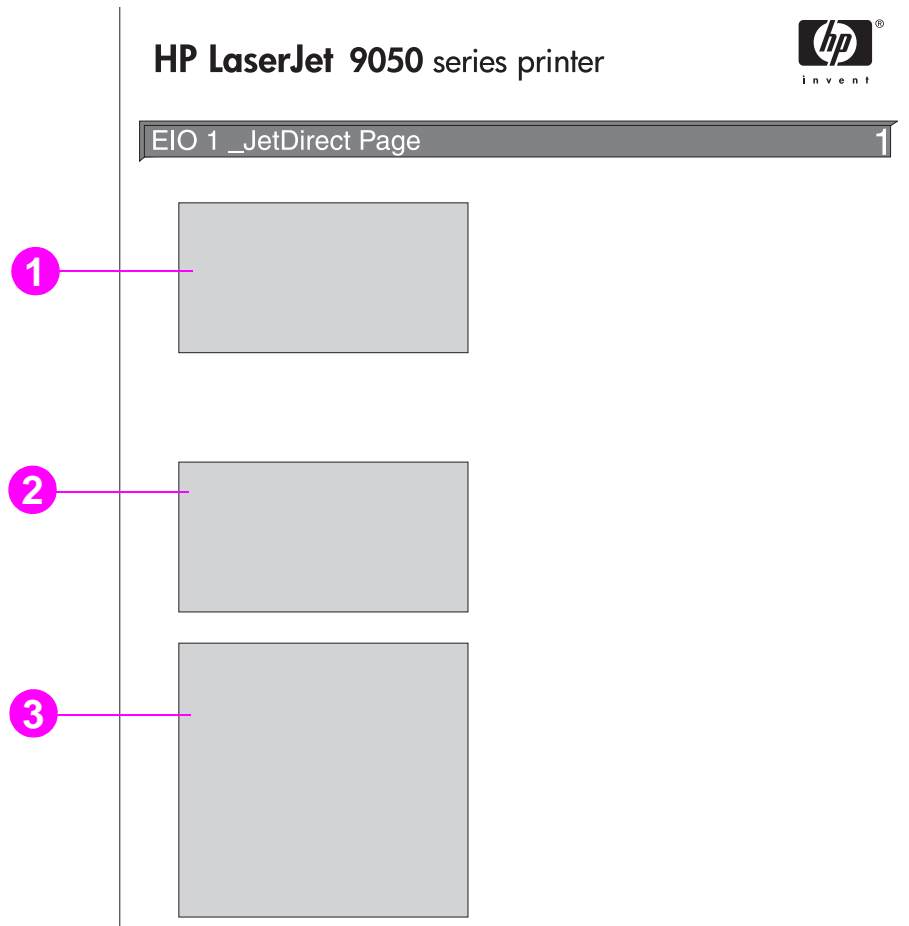 HP LaserJet 9050 series printer
hp ®
invent
EIO 1 _JetDirect Page 1
1
2
3